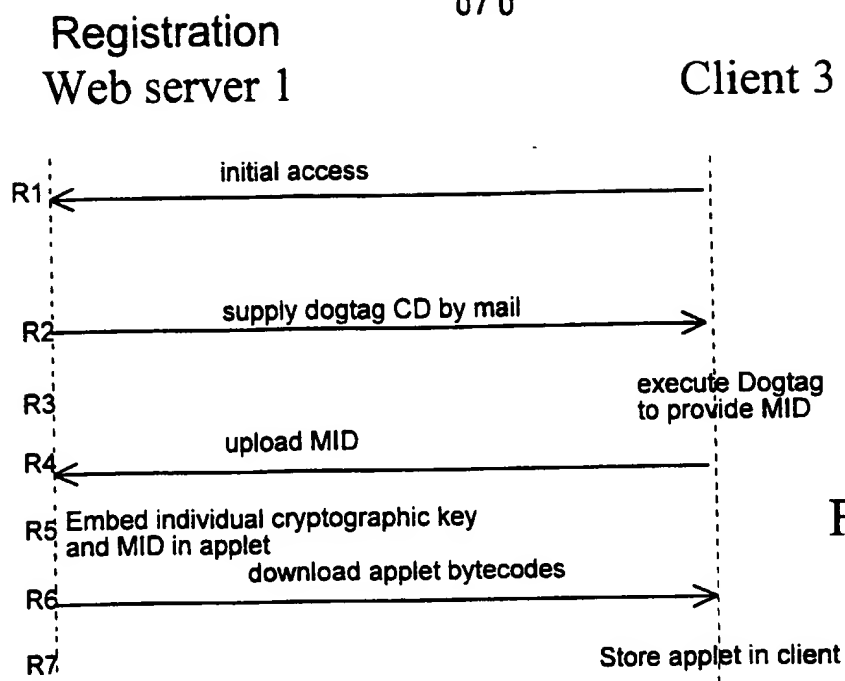 Registration
Web server 1
Client 3
R1
initial access
R2
supply dogtag CD by mail
R3
execute Dogtag
to provide MID
R4
upload MID
R5
Embed individual cryptographic key
and MID in applet
R6
download applet bytecodes
R7
Store applet in client